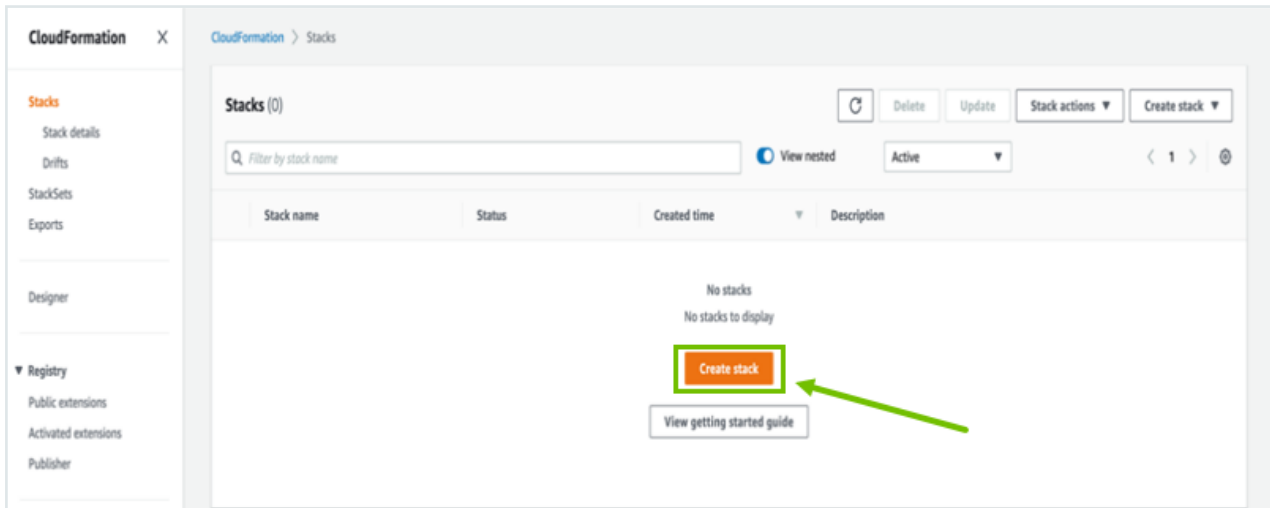 CloudFormation X
CloudFormation > Stacks
Stacks
Stack details
Drifts
StackSets
Exports
Designer
▼ Registry
Public extensions
Activated extensions
Publisher
Stacks (0)
Delete Update Stack actions ▼ Create stack ▼
Filter by stack name View nested Active ▼ < 1 >
Stack name Status Created time ▼ Description
No stacks
No stacks to display
Create stack
View getting started guide